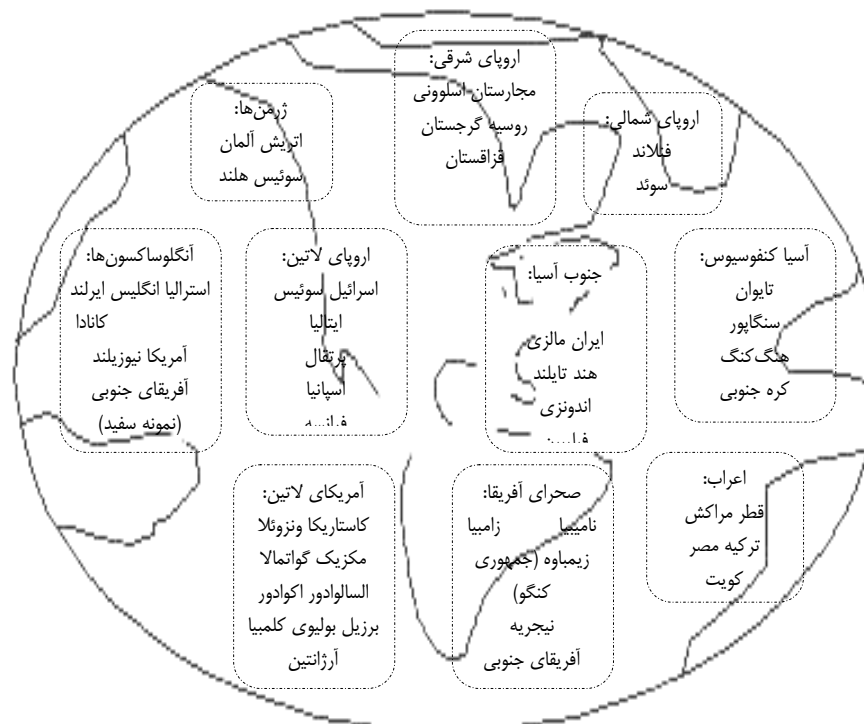 اروپای شرقی:
مجارستان اسلوونی
روسیه گرجستان
قزاقستان
ژرمن‌ها:
اتریش آلمان
سوئیس هلند
اروپای شمالی:
فنلاند
سوئد
آنگلوساکسون‌ها:
استرالیا انگلیس ایرلند
کانادا
آمریکا نیوزیلند
آفریقای جنوبی
(نمونه سفید)
اروپای لاتین:
اسرائیل سوئیس
ایتالیا
پرتقال
اسپانیا
فرانسه
جنوب آسیا:
ایران مالزی
هند تایلند
اندونزی
آسیا کنفوسیوس:
تایوان
سنگاپور
هنگ‌کنگ
کره جنوبی
آمریکای لاتین:
کاستاریکا ونزوئلا
مکزیک گواتمالا
السالوادور اکوادور
برزیل بولیوی کلمبیا
آرژانتین
صحرای آفریقا:
نامیبیا زامبیا
زیمباوه (جمهوری
کنگو)
نیجریه
آفریقای جنوبی
اعراب:
قطر مراکش
ترکیه مصر
کویت